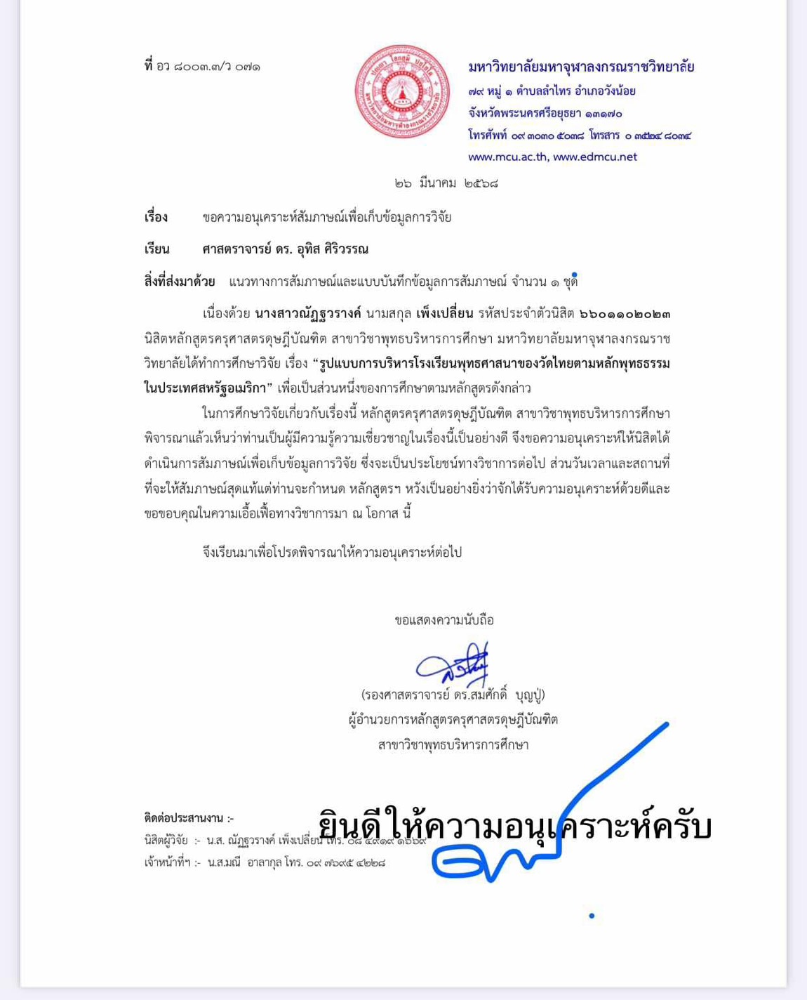 ที่ อว ๘๐๐๓.๓/ว ๐๗๑
ปญฺญา โลกสฺมิ ปชฺโชโต
มหาวิทยาลัยมหาจุฬาลงกรณราชวิทยาลัย
มหาวิทยาลัยมหาจุฬาลงกรณราชวิทยาลัย
๗๙ หมู่ ๑ ตำบลลำไทร อำเภอวังน้อย
จังหวัดพระนครศรีอยุธยา ๑๓๑๗๐
โทรศัพท์ ๐๙ ๓๐๓๐ ๕๐๓๘ โทรสาร ๐ ๓๕๒๔ ๘๐๓๔
www.mcu.ac.th, www.edmcu.net
๒๖ มีนาคม ๒๕๖๘
เรื่อง ขอความอนุเคราะห์สัมภาษณ์เพื่อเก็บข้อมูลการวิจัย
เรียน ศาสตราจารย์ ดร. อุทิส ศิริวรรณ
สิ่งที่ส่งมาด้วย แนวทางการสัมภาษณ์และแบบบันทึกข้อมูลการสัมภาษณ์ จำนวน ๑ ชุด
เนื่องด้วย นางสาวณัฏฐวรางค์ นามสกุล เพ็งเปลี่ยน รหัสประจำตัวนิสิต ๖๖๐๑๑๐๒๐๒๓
นิสิตหลักสูตรครุศาสตรดุษฎีบัณฑิต สาขาวิชาพุทธบริหารการศึกษา มหาวิทยาลัยมหาจุฬาลงกรณราช
วิทยาลัยได้ทำการศึกษาวิจัย เรื่อง “รูปแบบการบริหารโรงเรียนพุทธศาสนาของวัดไทยตามหลักพุทธธรรม
ในประเทศสหรัฐอเมริกา” เพื่อเป็นส่วนหนึ่งของการศึกษาตามหลักสูตรดังกล่าว
ในการศึกษาวิจัยเกี่ยวกับเรื่องนี้ หลักสูตรครุศาสตรดุษฎีบัณฑิต สาขาวิชาพุทธบริหารการศึกษา
พิจารณาแล้วเห็นว่าท่านเป็นผู้มีความรู้ความเชี่ยวชาญในเรื่องนี้เป็นอย่างดี จึงขอความอนุเคราะห์ให้นิสิตได้
ดำเนินการสัมภาษณ์เพื่อเก็บข้อมูลการวิจัย ซึ่งจะเป็นประโยชน์ทางวิชาการต่อไป ส่วนวันเวลาและสถานที่
ที่จะให้สัมภาษณ์สุดแท้แต่ท่านจะกำหนด หลักสูตรฯ หวังเป็นอย่างยิ่งว่าจักได้รับความอนุเคราะห์ด้วยดีและ
ขอขอบคุณในความเอื้อเฟื้อทางวิชาการมา ณ โอกาส นี้
จึงเรียนมาเพื่อโปรดพิจารณาให้ความอนุเคราะห์ต่อไป
ขอแสดงความนับถือ
(รองศาสตราจารย์ ดร.สมศักดิ์ บุญปู่)
ผู้อำนวยการหลักสูตรครุศาสตรดุษฎีบัณฑิต
สาขาวิชาพุทธบริหารการศึกษา
ติดต่อประสานงาน :-
ยินดีให้ความอนุเคราะห์ครับ
นิสิตผู้วิจัย :- น.ส. ณัฏฐวรางค์ เพ็งเปลี่ยน โทร. ๐๘ ๔๙๑๙ ๑๖๖๙
เจ้าหน้าที่ฯ :- น.ส.มณี อาลากุล โทร. ๐๙ ๗๖๙๕ ๔๒๒๘